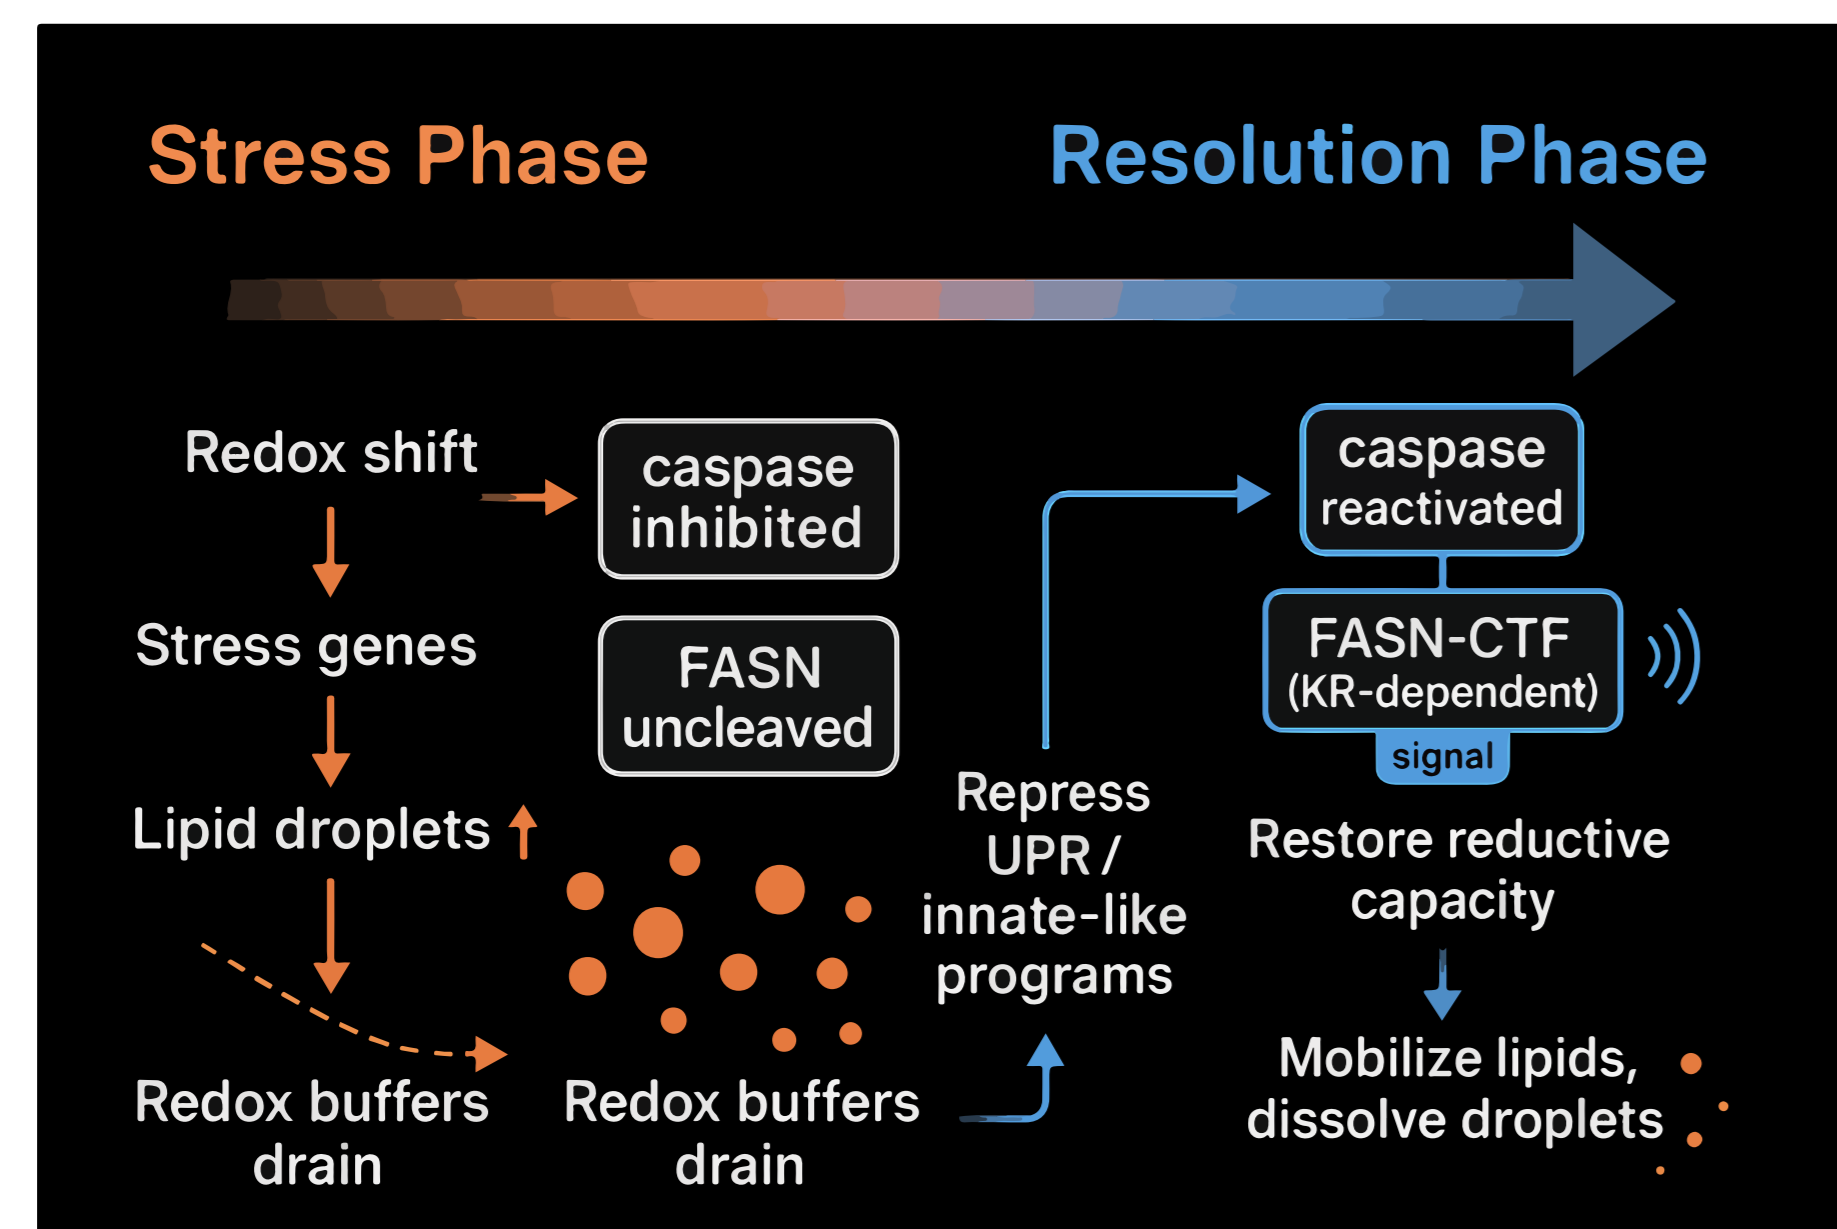 Stress Phase
Resolution Phase
Redox shift
Stress genes
Lipid droplets
Redox buffers
drain
caspase
inhibited
FASN
uncleaved
Redox buffers
drain
Repress
UPR /
innate-like
programs
caspase
reactivated
FASN-CTF
(KR-dependent)
signal
Restore reductive
capacity
Mobilize lipids,
dissolve droplets